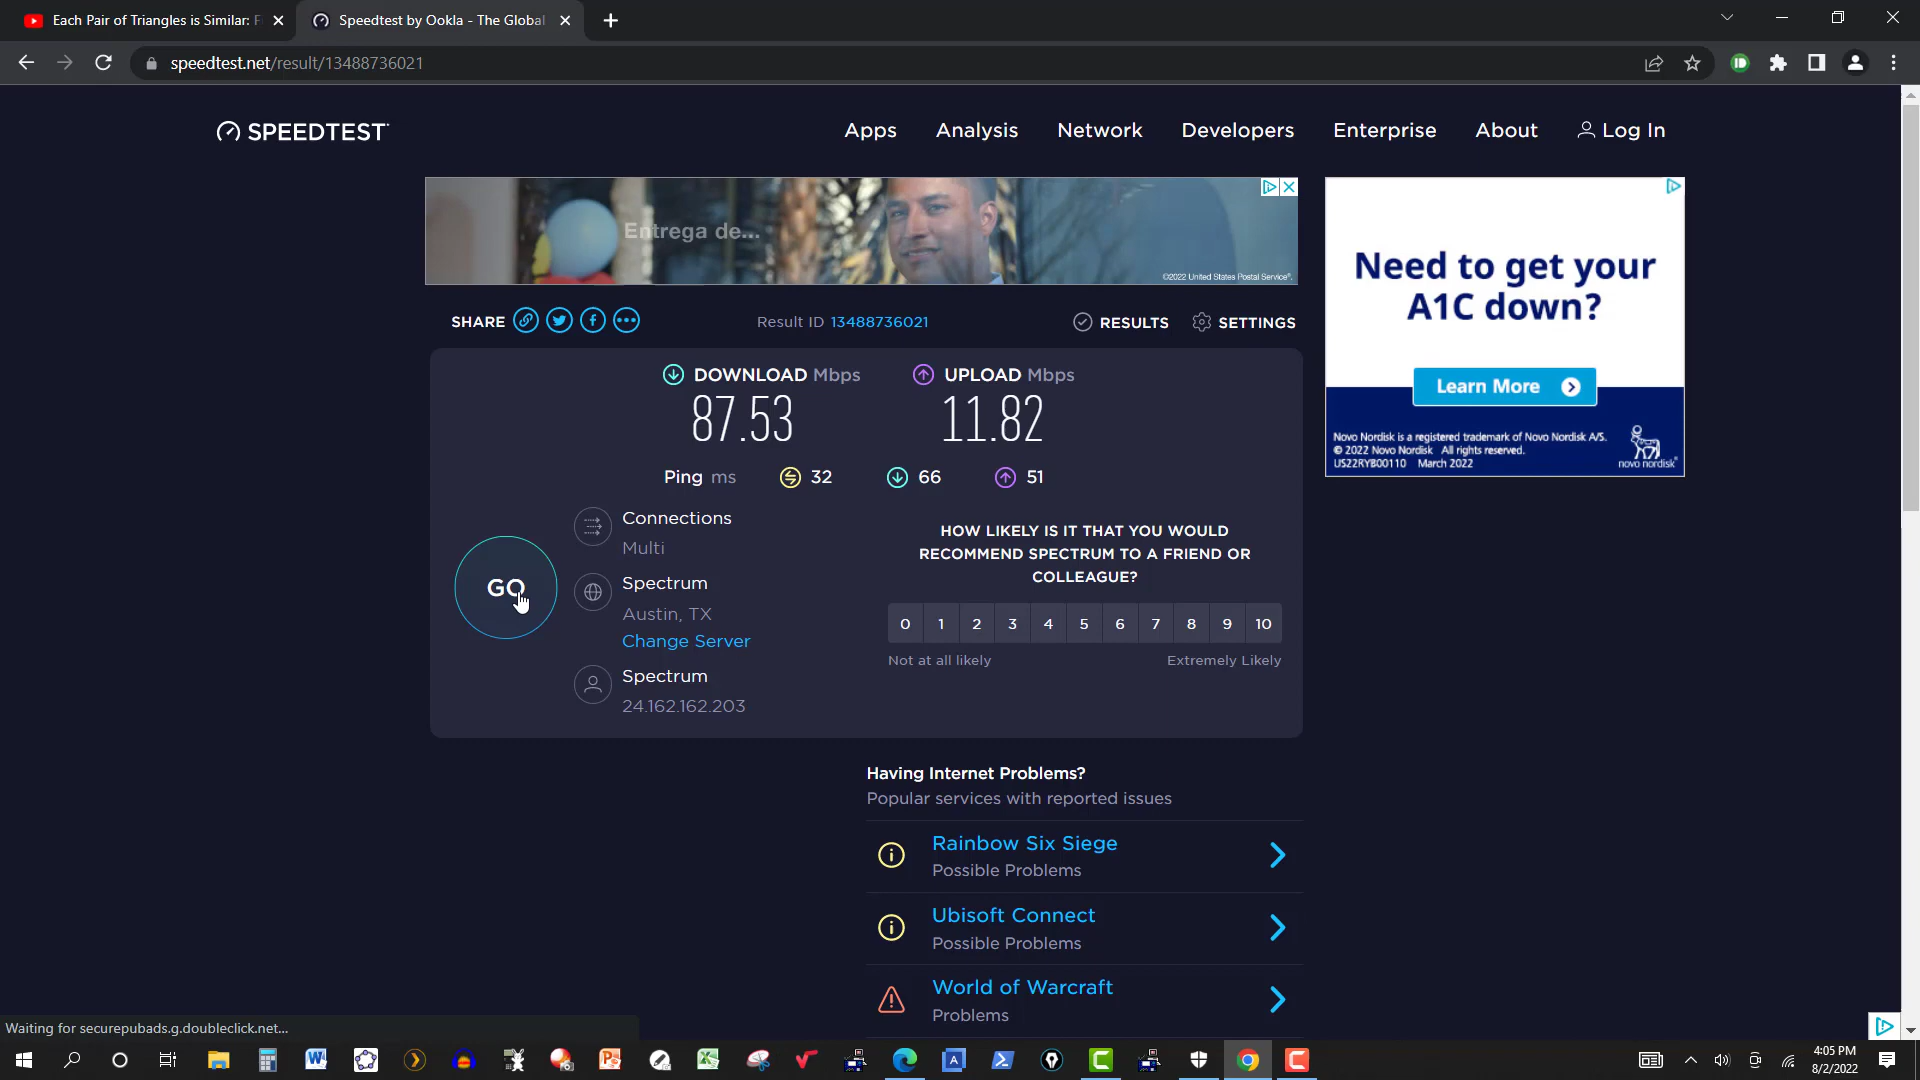 Each Pair of Triangles is Similar: F
Speedtest by Ookla - The Global
speedtest.net/result/13488736021
SPEEDTEST
Apps
Analysis
Network
Developers
Enterprise
About
Log In
Entrega de...
©2022 United States Postal Service®.
Need to get your
A1C down?
Learn More
Novo Nordisk is a registered trademark of Novo Nordisk A/S.
© 2022 Novo Nordisk All rights reserved.
US22RYB00110 March 2022
novo nordisk®
SHARE
Result ID 13488736021
RESULTS
SETTINGS
DOWNLOAD Mbps
87.53
UPLOAD Mbps
11.82
Ping ms
32
66
51
GO
Connections
Multi
Spectrum
Austin, TX
Change Server
Spectrum
24.162.162.203
HOW LIKELY IS IT THAT YOU WOULD
RECOMMEND SPECTRUM TO A FRIEND OR
COLLEAGUE?
0 1 2 3 4 5 6 7 8 9 10
Not at all likely
Extremely Likely
Having Internet Problems?
Popular services with reported issues
Rainbow Six Siege
Possible Problems
Ubisoft Connect
Possible Problems
World of Warcraft
Problems
Waiting for securepubads.g.doubleclick.net...
4:05 PM
8/2/2022